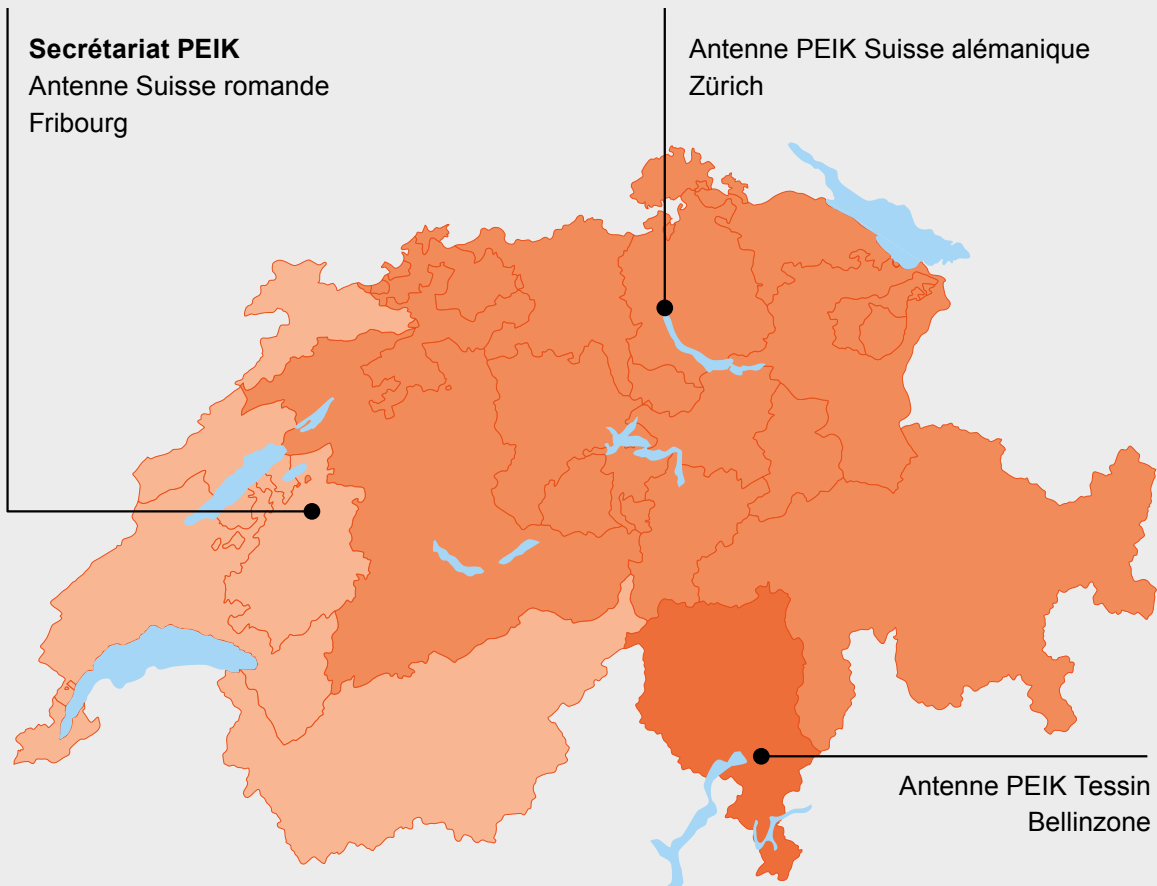 Secrétariat PEIK
Antenne Suisse romande
Fribourg
Antenne PEIK Suisse alémanique
Zürich
Antenne PEIK Tessin
Bellinzone